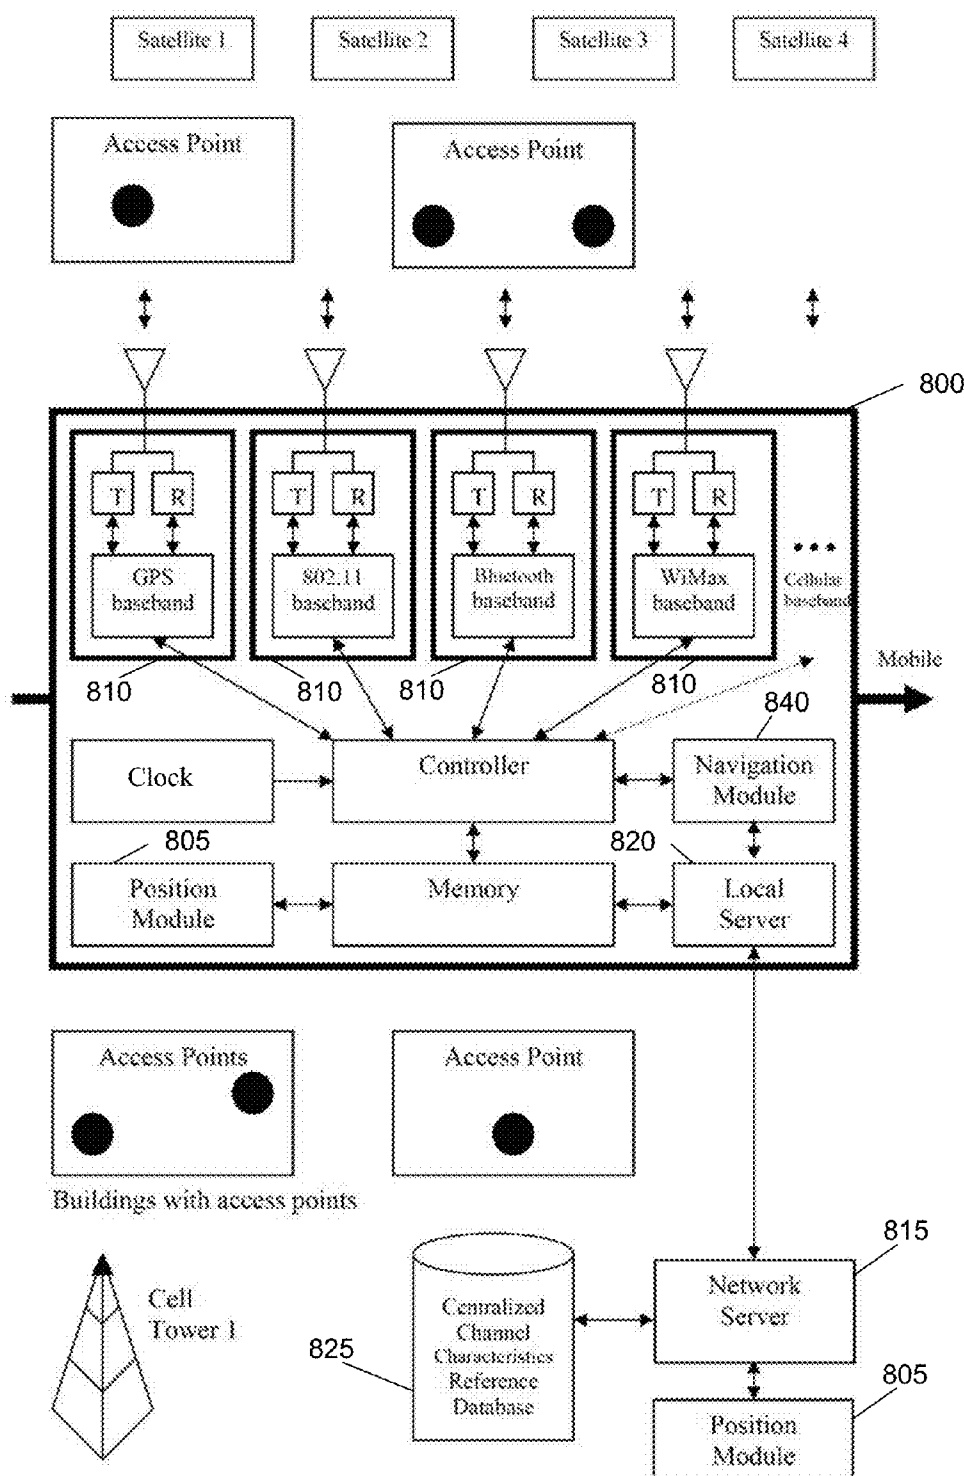 Satellite 1
Satellite 2
Satellite 3
Satellite 4
Access Point
Access Point
800
T
R
T
R
T
R
T
R
GPS
baseband
802.11
baseband
Bluetooth
baseband
WiMax
baseband
Cellular
baseband
810
810
810
810
Mobile
840
Clock
Controller
Navigation
Module
805
820
Position
Module
Memory
Local
Server
Access Points
Access Point
Buildings with access points
Cell
Tower 1
815
Network
Server
Centralized
Channel
Characteristics
Reference
Database
825
805
Position
Module